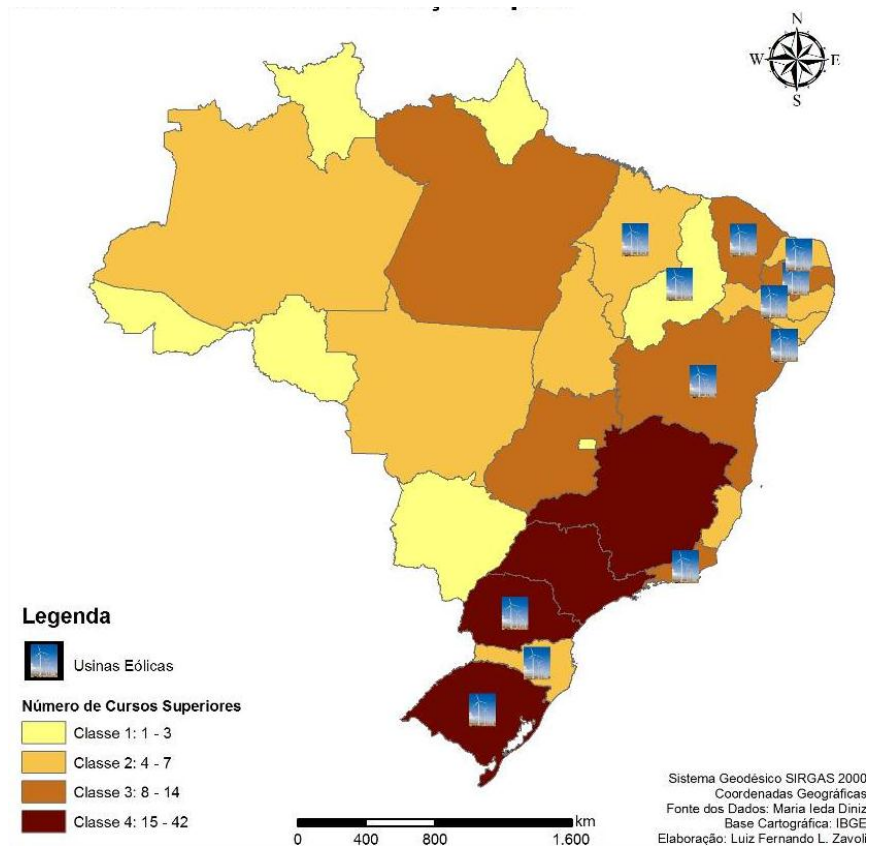 N
W E
S
Legenda
Usinas Eólicas
Número de Cursos Superiores
Classe 1: 1 - 3
Classe 2: 4 - 7
Classe 3: 8 - 14
Classe 4: 15 - 42
km
0 400 800 1.600
Sistema Geodésico SIRGAS 2000
Coordenadas Geográficas
Fonte dos Dados: Maria Ieda Diniz
Base Cartográfica: IBGE
Elaboração: Luiz Fernando L. Zavoli